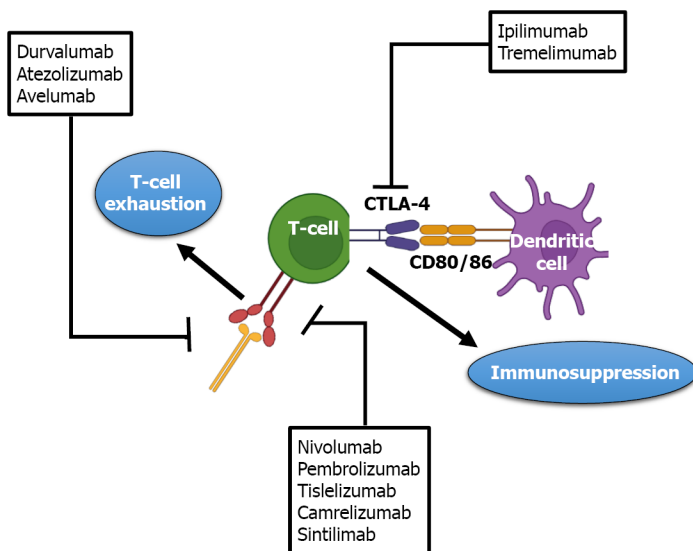 Durvalumab
Atezolizumab
Avelumab
Ipilimumab
Tremelimumab
T-cell
exhaustion
CTLA-4
T-cell
Dendritic
cell
CD80/86
Immunosuppression
Nivolumab
Pembrolizumab
Tislelizumab
Camrelizumab
Sintilimab